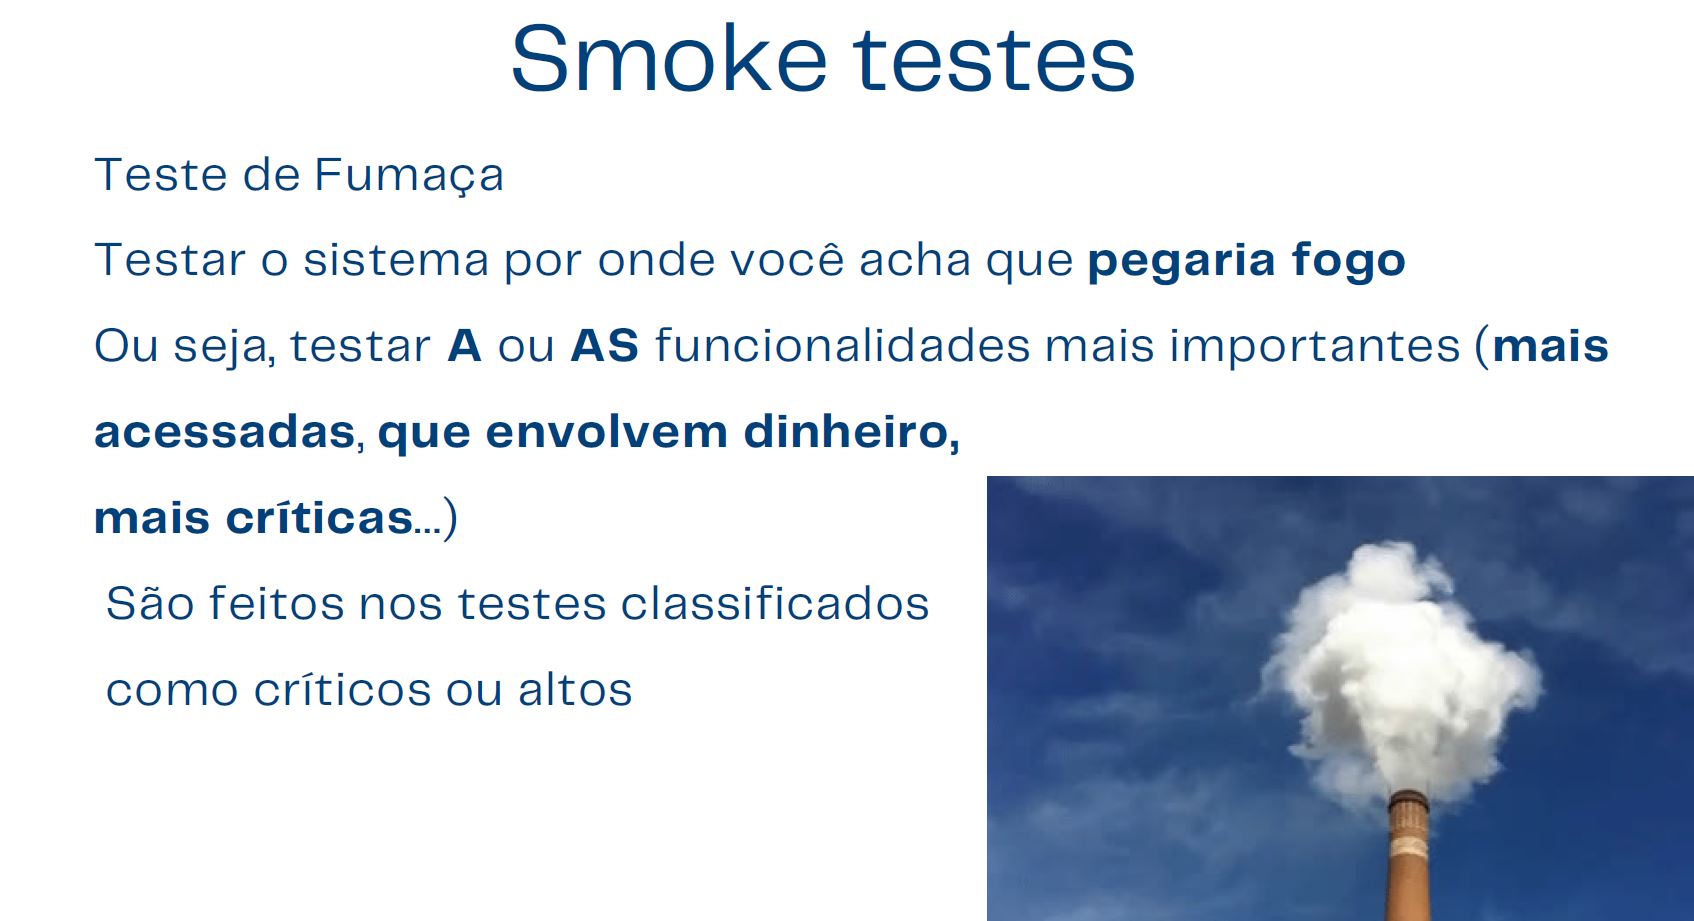 Smoke testes
Teste de Fumaça
Testar o sistema por onde você acha que pegaria fogo
Ou seja, testar A ou AS funcionalidades mais importantes (mais
acessadas, que envolvem dinheiro,
mais críticas...)
São feitos nos testes classificados
como críticos ou altos